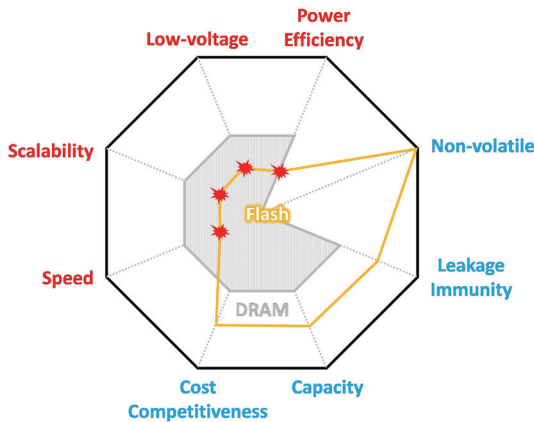 Power
Low-voltage
Efficiency
Scalability
Non-volatile
Flash
Speed
Leakage
Immunity
DRAM
Cost
Competitiveness
Capacity